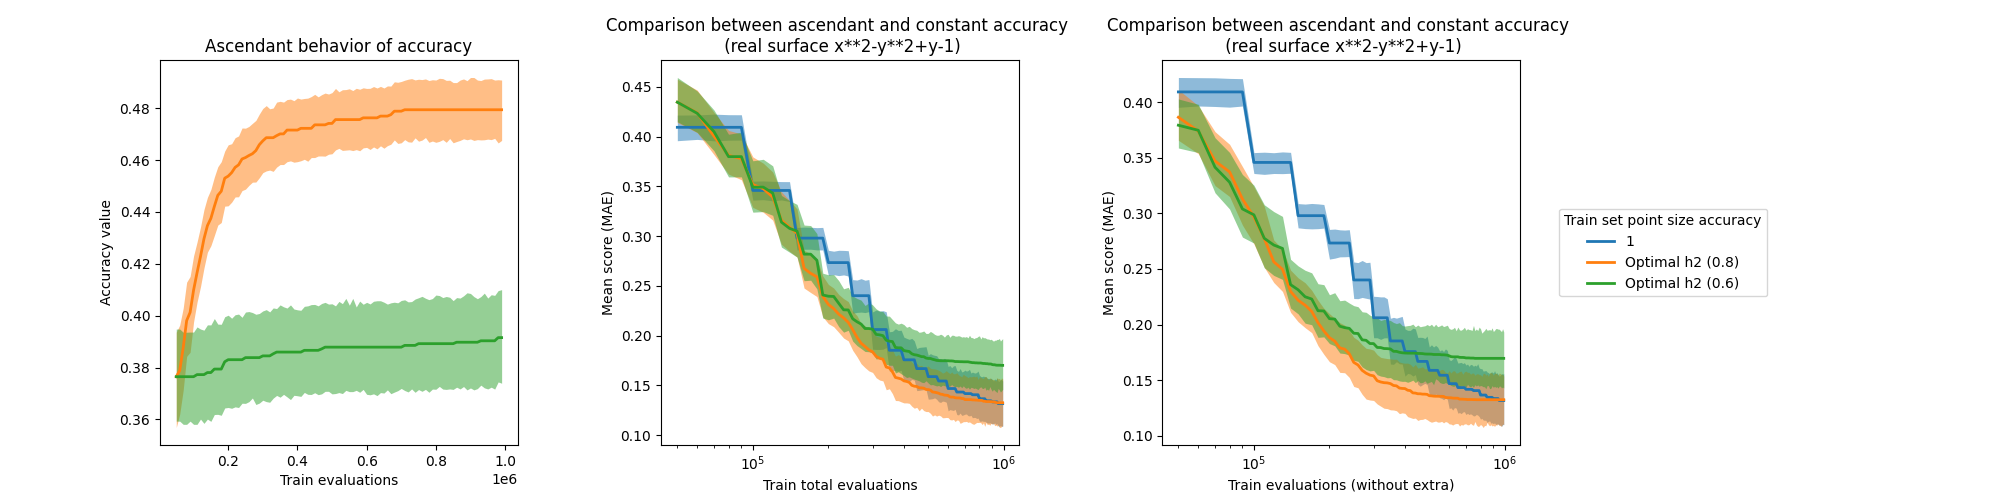 Ascendant behavior of accuracy
Accuracy value
0.48
0.46
0.44
0.42
0.40
0.38
0.36
0.2
0.4
0.6
0.8
1.0
1e6
Train evaluations
Comparison between ascendant and constant accuracy
(real surface x**2-y**2+y-1)
Mean score (MAE)
0.45
0.40
0.35
0.30
0.25
0.20
0.15
0.10
10^5
10^6
Train total evaluations
Comparison between ascendant and constant accuracy
(real surface x**2-y**2+y-1)
Mean score (MAE)
0.40
0.35
0.30
0.25
0.20
0.15
0.10
10^5
10^6
Train evaluations (without extra)
Train set point size accuracy
1
Optimal h2 (0.8)
Optimal h2 (0.6)